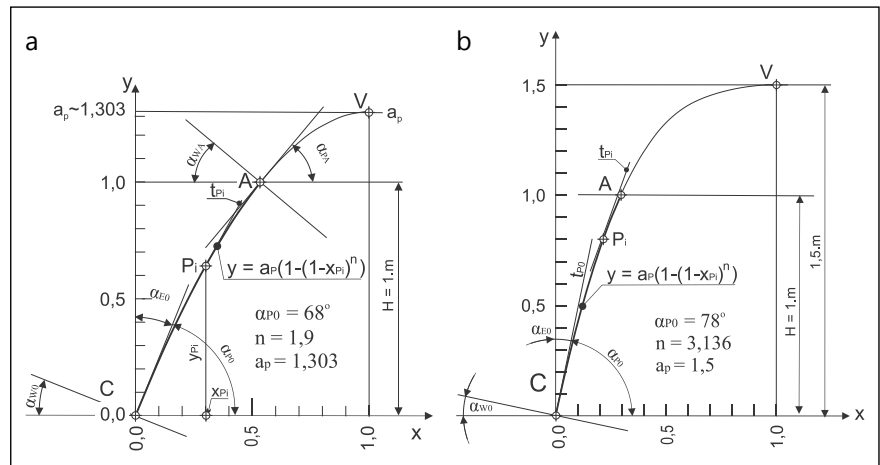 a
y
a_p~1,303
V
a_p
α_WA
α_PA
1,0
A
t_Pi
y = a_P(1-(1-x_Pi)^n)
P_i
H = 1.m
α_E0
0,5
α_P0 = 68°
n = 1,9
a_p = 1,303
y_Pi
α_P0
C
α_W0
x_Pi
0,0
x
0,0
0,5
1,0
b
y
V
1,5
t_Pi
A
1,0
P_i
1,5.m
t_P0
y = a_P(1-(1-x_Pi)^n)
H = 1.m
0,5
α_P0 = 78°
n = 3,136
a_p = 1,5
α_E0
α_P0
C
α_W0
0,0
x
0,0
0,5
1,0